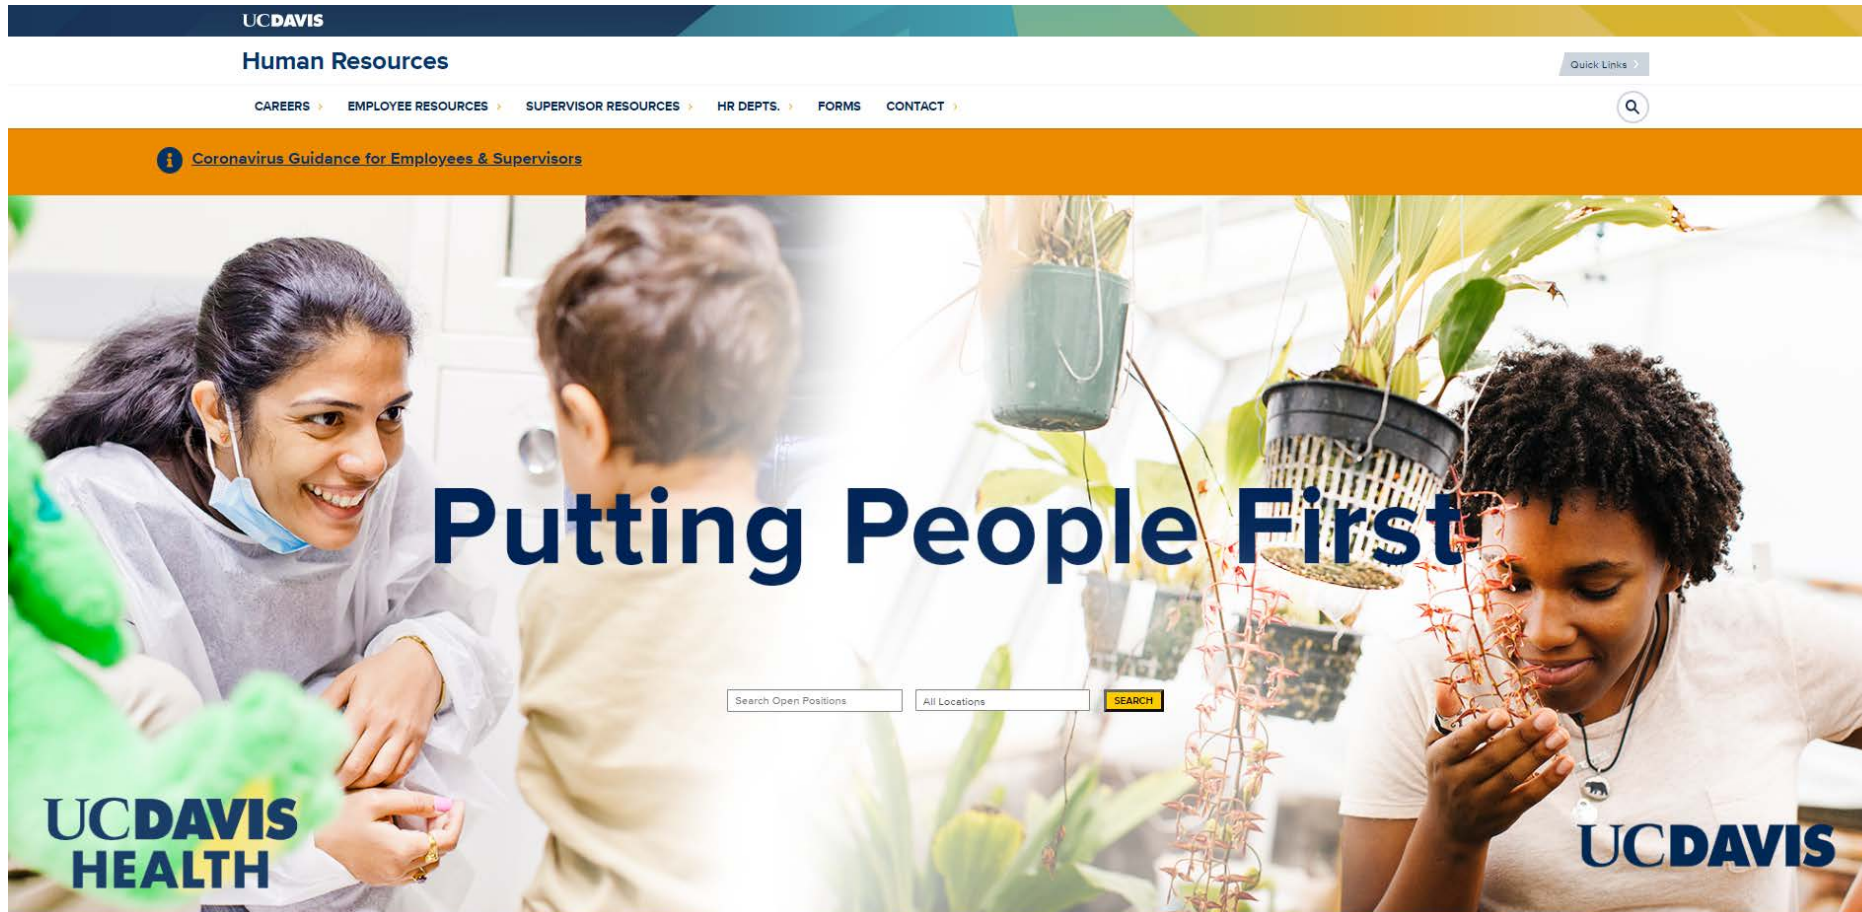 UCDAVIS
Human Resources
Quick Links
CAREERS EMPLOYEE RESOURCES SUPERVISOR RESOURCES HR DEPTS. FORMS CONTACT
Coronavirus Guidance for Employees & Supervisors
Putting People First
Search Open Positions All Locations SEARCH
UCDAVIS
HEALTH
UCDAVIS